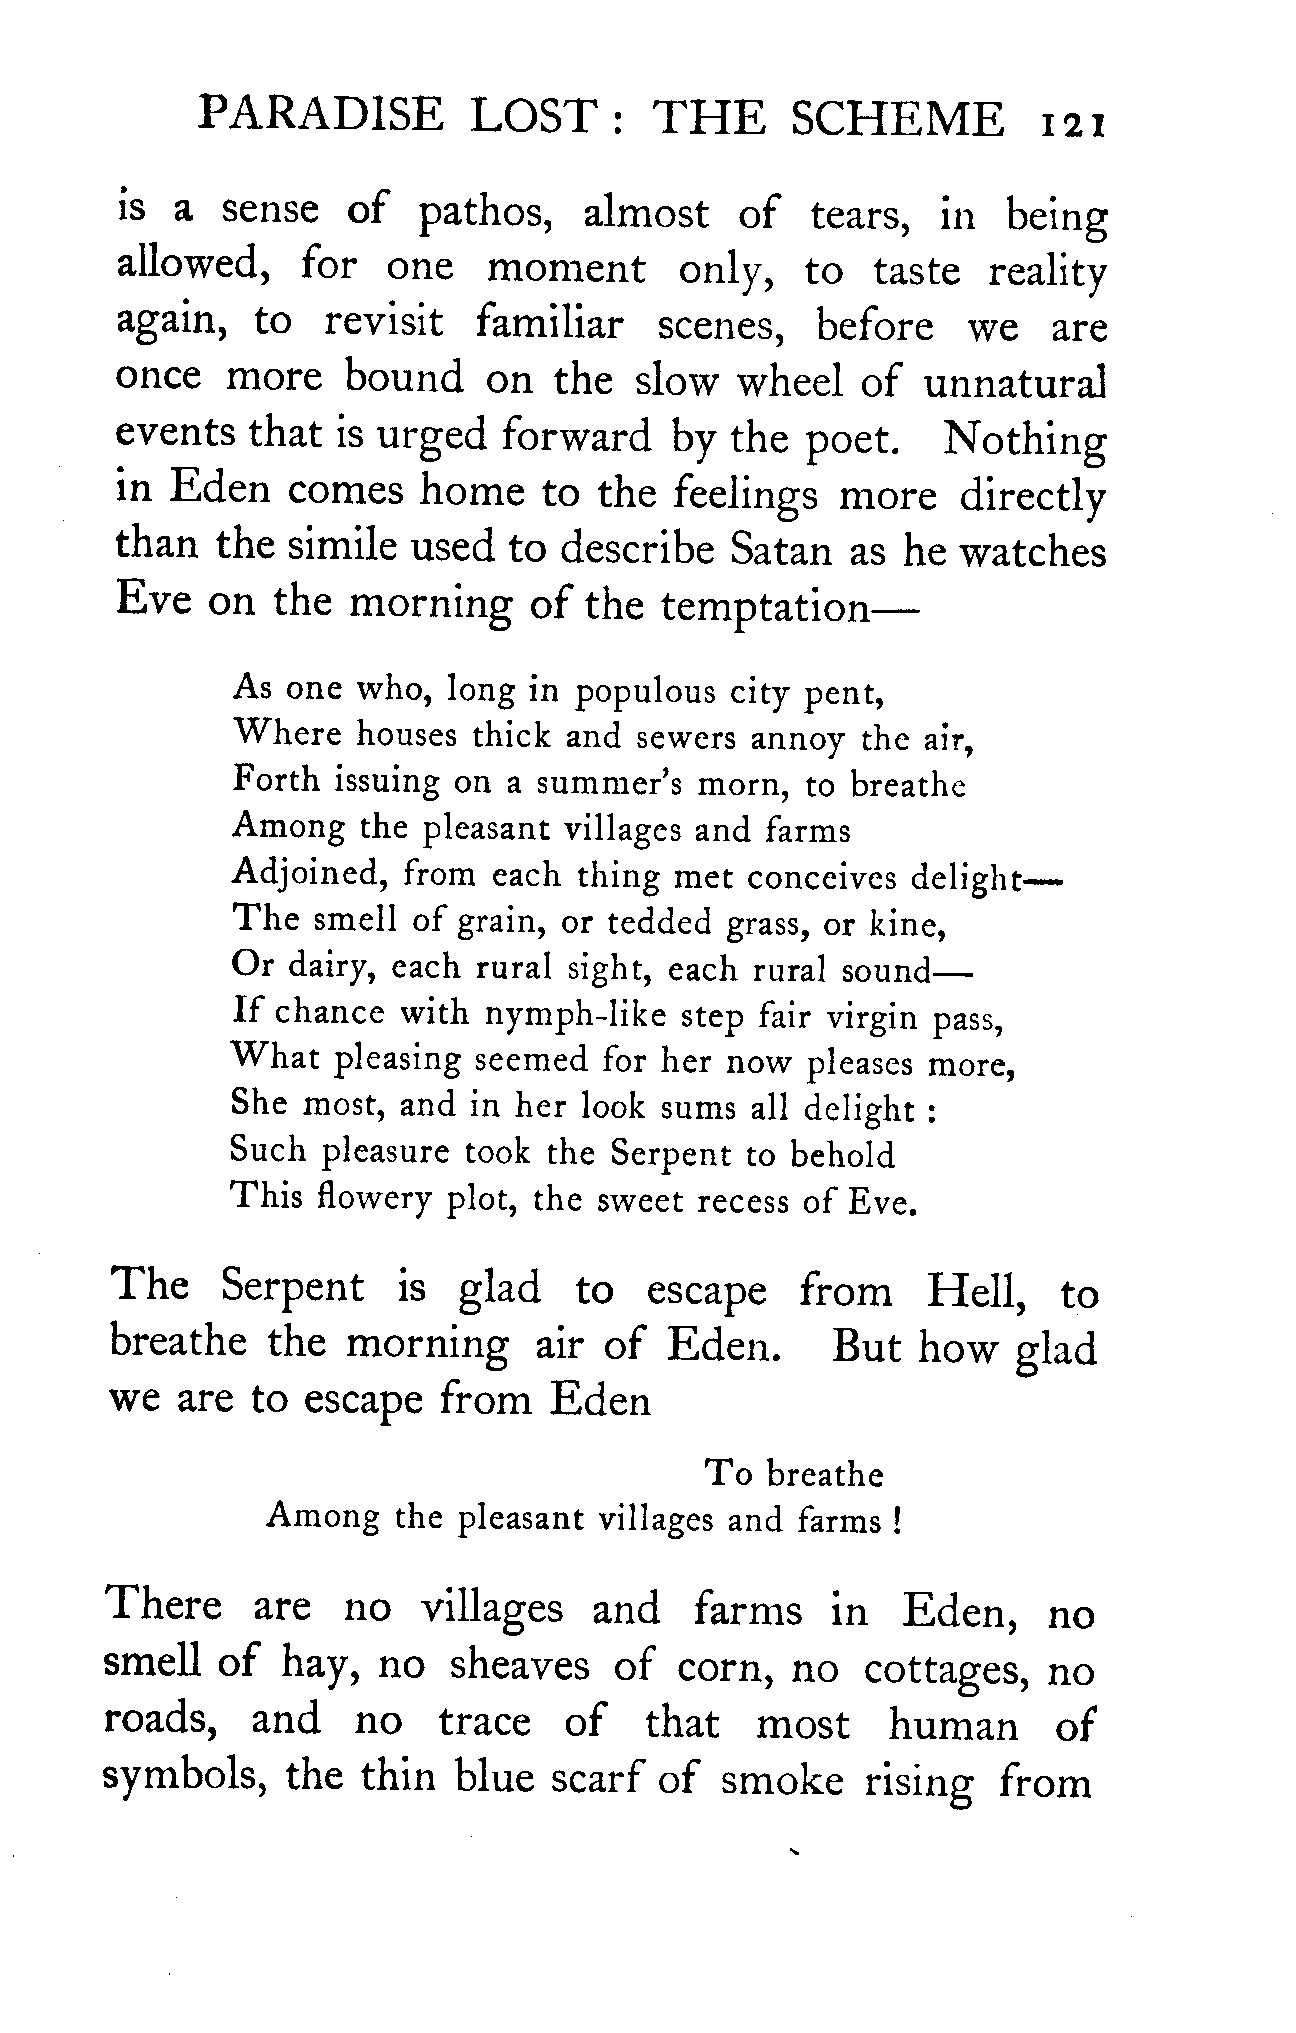 PARADISE LOST : THE SCHEME 121
is a sense of pathos, almost of tears, in being
allowed, for one moment only, to taste reality
again, to revisit familiar scenes, before we are
once more bound on the slow wheel of unnatural
events that is urged forward by the poet. Nothing
in Eden comes home to the feelings more directly
than the simile used to describe Satan as he watches
Eve on the morning of the temptation—
As one who, long in populous city pent,
Where houses thick and sewers annoy the air,
Forth issuing on a summer's morn, to breathe
Among the pleasant villages and farms
Adjoined, from each thing met conceives delight—
The smell of grain, or tedded grass, or kine,
Or dairy, each rural sight, each rural sound—
If chance with nymph-like step fair virgin pass,
What pleasing seemed for her now pleases more,
She most, and in her look sums all delight :
Such pleasure took the Serpent to behold
This flowery plot, the sweet recess of Eve.
The Serpent is glad to escape from Hell, to
breathe the morning air of Eden. But how glad
we are to escape from Eden
To breathe
Among the pleasant villages and farms !
There are no villages and farms in Eden, no
smell of hay, no sheaves of corn, no cottages, no
roads, and no trace of that most human of
symbols, the thin blue scarf of smoke rising from